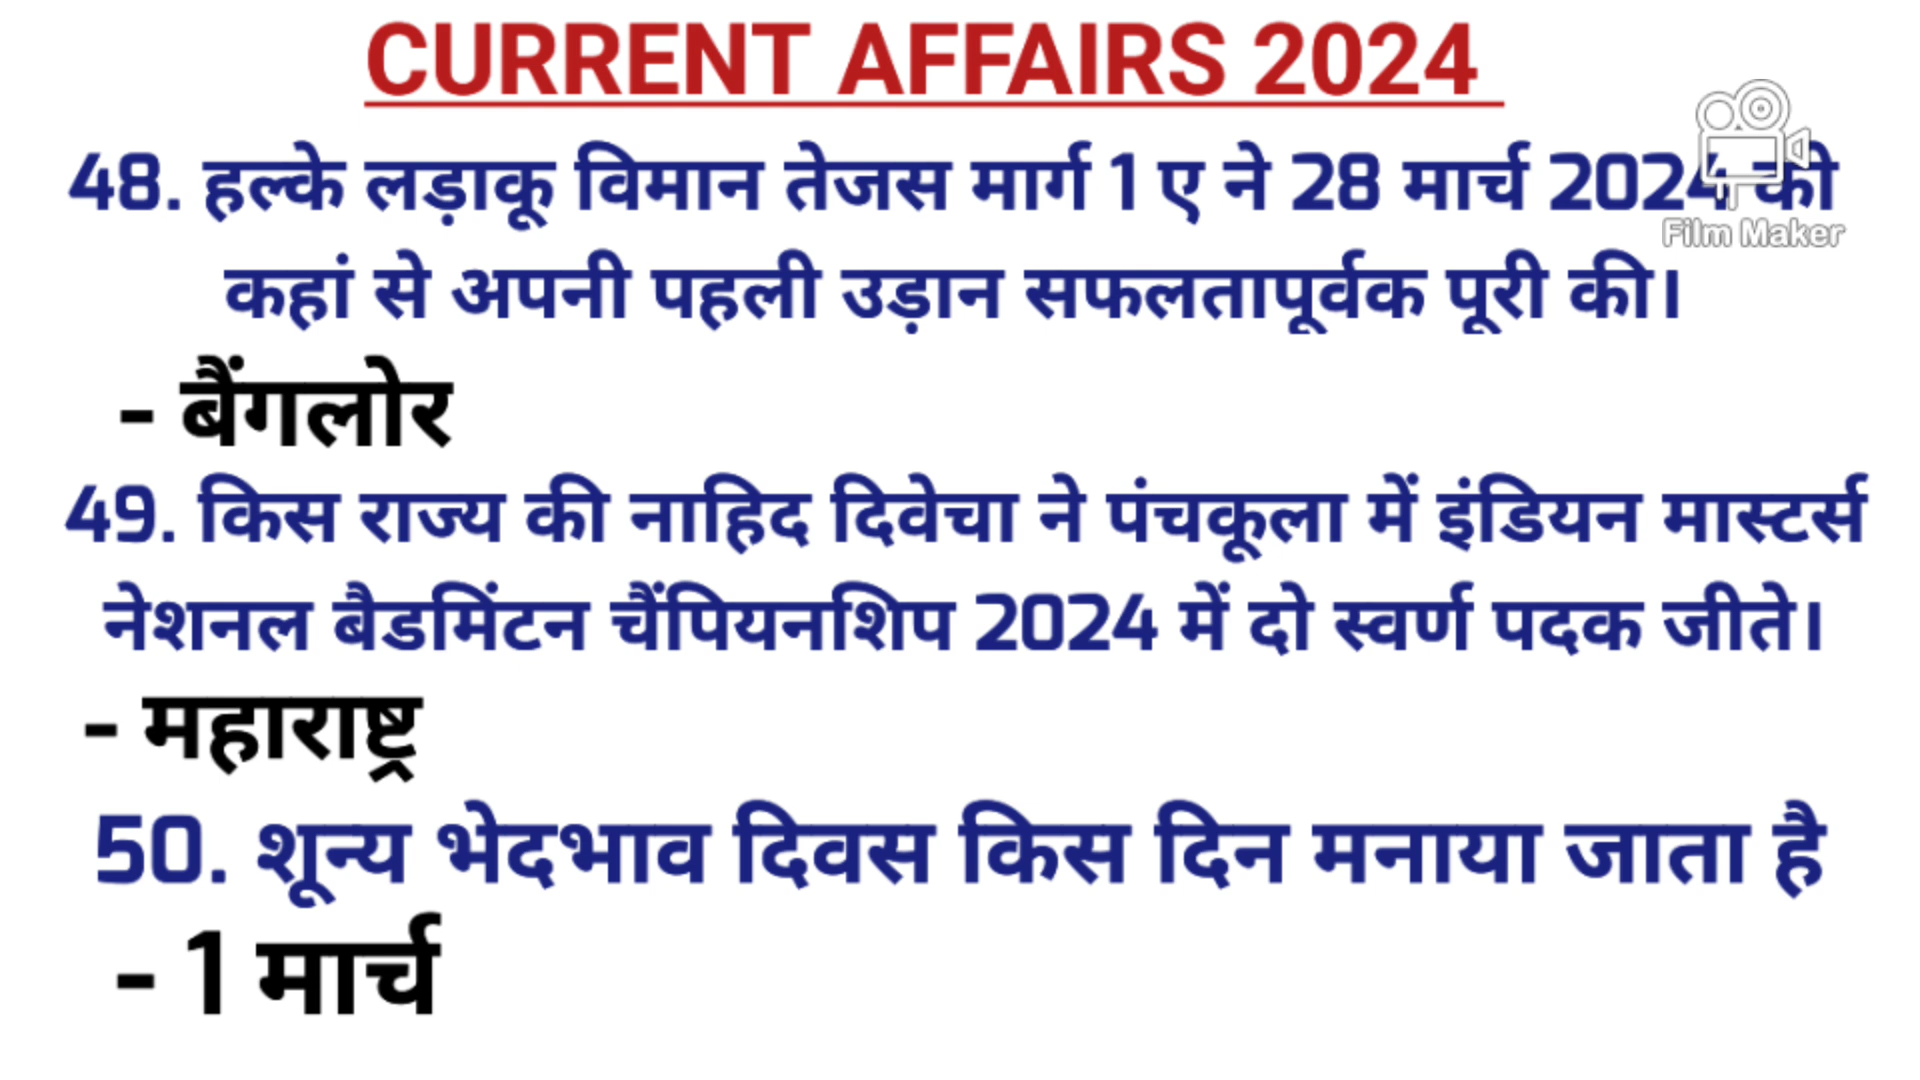 CURRENT AFFAIRS 2024
48. हल्के लड़ाकू विमान तेजस मार्ग 1 ए ने 28 मार्च 2024 को
Film Maker
कहां से अपनी पहली उड़ान सफलतापूर्वक पूरी की।
- बैंगलोर
49. किस राज्य की नाहिद दिवेचा ने पंचकूला में इंडियन मास्टर्स
नेशनल बैडमिंटन चैंपियनशिप 2024 में दो स्वर्ण पदक जीते।
- महाराष्ट्र
50. शून्य भेदभाव दिवस किस दिन मनाया जाता है
- 1 मार्च